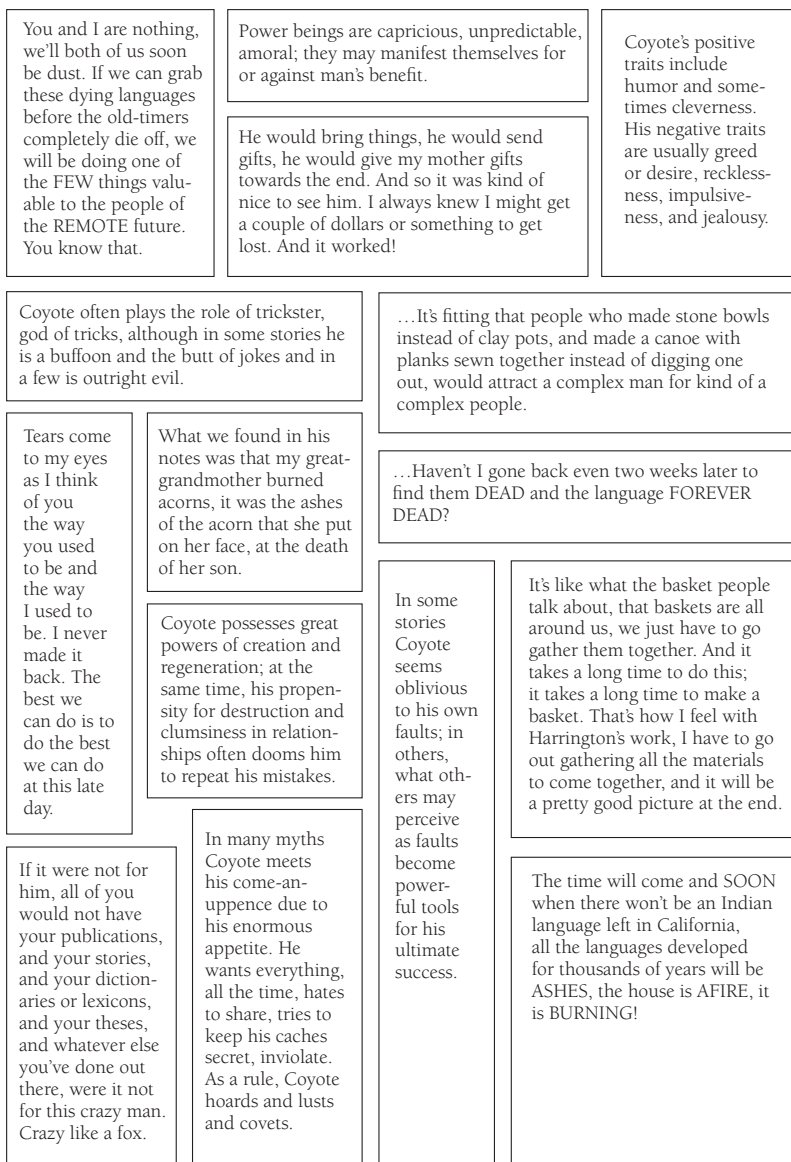 You and I are nothing,
we'll both of us soon
be dust. If we can grab
these dying languages
before the old-timers
completely die off, we
will be doing one of
the FEW things valu-
able to the people of
the REMOTE future.
You know that.
Power beings are capricious, unpredictable,
amoral; they may manifest themselves for
or against man's benefit.
He would bring things, he would send
gifts, he would give my mother gifts
towards the end. And so it was kind of
nice to see him. I always knew I might get
a couple of dollars or something to get
lost. And it worked!
Coyote's positive
traits include
humor and some-
times cleverness.
His negative traits
are usually greed
or desire, reckless-
ness, impulsive-
ness, and jealousy.
Coyote often plays the role of trickster,
god of tricks, although in some stories he
is a buffoon and the butt of jokes and in
a few is outright evil.
…It's fitting that people who made stone bowls
instead of clay pots, and made a canoe with
planks sewn together instead of digging one
out, would attract a complex man for kind of a
complex people.
Tears come
to my eyes
as I think
of you
the way
you used
to be and
the way
I used to
be. I never
made it
back. The
best we
can do is to
do the best
we can do
at this late
day.
What we found in his
notes was that my great-
grandmother burned
acorns, it was the ashes
of the acorn that she put
on her face, at the death
of her son.
…Haven't I gone back even two weeks later to
find them DEAD and the language FOREVER
DEAD?
Coyote possesses great
powers of creation and
regeneration; at the
same time, his propen-
sity for destruction and
clumsiness in relation-
ships often dooms him
to repeat his mistakes.
In some
stories
Coyote
seems
oblivious
to his own
faults; in
others,
what oth-
ers may
perceive
as faults
become
power-
ful tools
for his
ultimate
success.
It's like what the basket people
talk about, that baskets are all
around us, we just have to go
gather them together. And it
takes a long time to do this;
it takes a long time to make a
basket. That's how I feel with
Harrington's work, I have to go
out gathering all the materials
to come together, and it will be
a pretty good picture at the end.
If it were not for
him, all of you
would not have
your publications,
and your stories,
and your diction-
aries or lexicons,
and your theses,
and whatever else
you've done out
there, were it not
for this crazy man.
Crazy like a fox.
In many myths
Coyote meets
his come-an-
uppence due to
his enormous
appetite. He
wants everything,
all the time, hates
to share, tries to
keep his caches
secret, inviolate.
As a rule, Coyote
hoards and lusts
and covets.
The time will come and SOON
when there won't be an Indian
language left in California,
all the languages developed
for thousands of years will be
ASHES, the house is AFIRE, it
is BURNING!